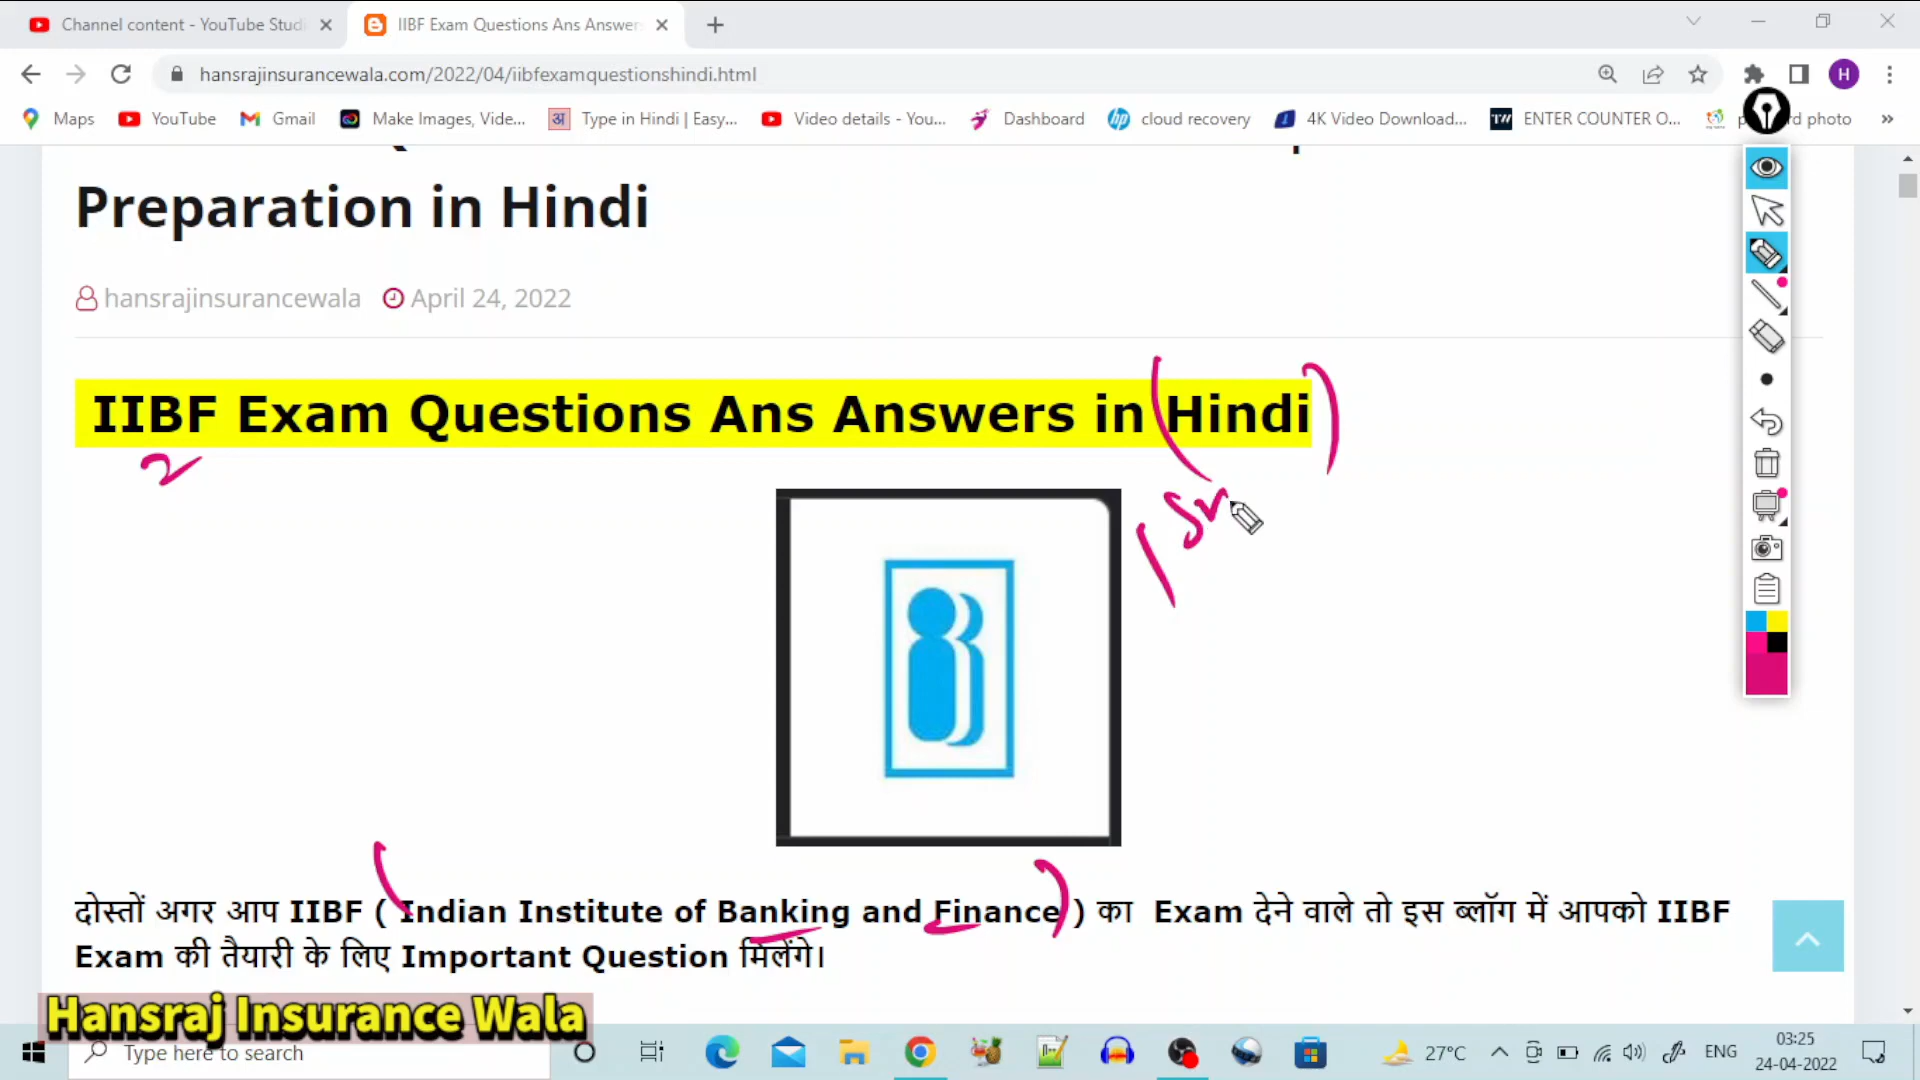 Channel content - YouTube Studi
IIBF Exam Questions Ans Answers
hansrajinsurancewala.com/2022/04/iibfexamquestionshindi.html
H
Maps
YouTube
Gmail
Make Images, Vide...
Type in Hindi | Easy...
Video details - You...
Dashboard
cloud recovery
4K Video Download...
ENTER COUNTER O...
photo
»
Preparation in Hindi
hansrajinsurancewala April 24, 2022
IIBF Exam Questions Ans Answers in (Hindi)
2
दोस्तों अगर आप IIBF ( Indian Institute of Banking and Finance ) का Exam देने वाले तो इस ब्लॉग में आपको IIBF
Exam की तैयारी के लिए Important Question मिलेंगे।
Hansraj Insurance Wala
Type here to search
27°C
ENG
03:25
24-04-2022